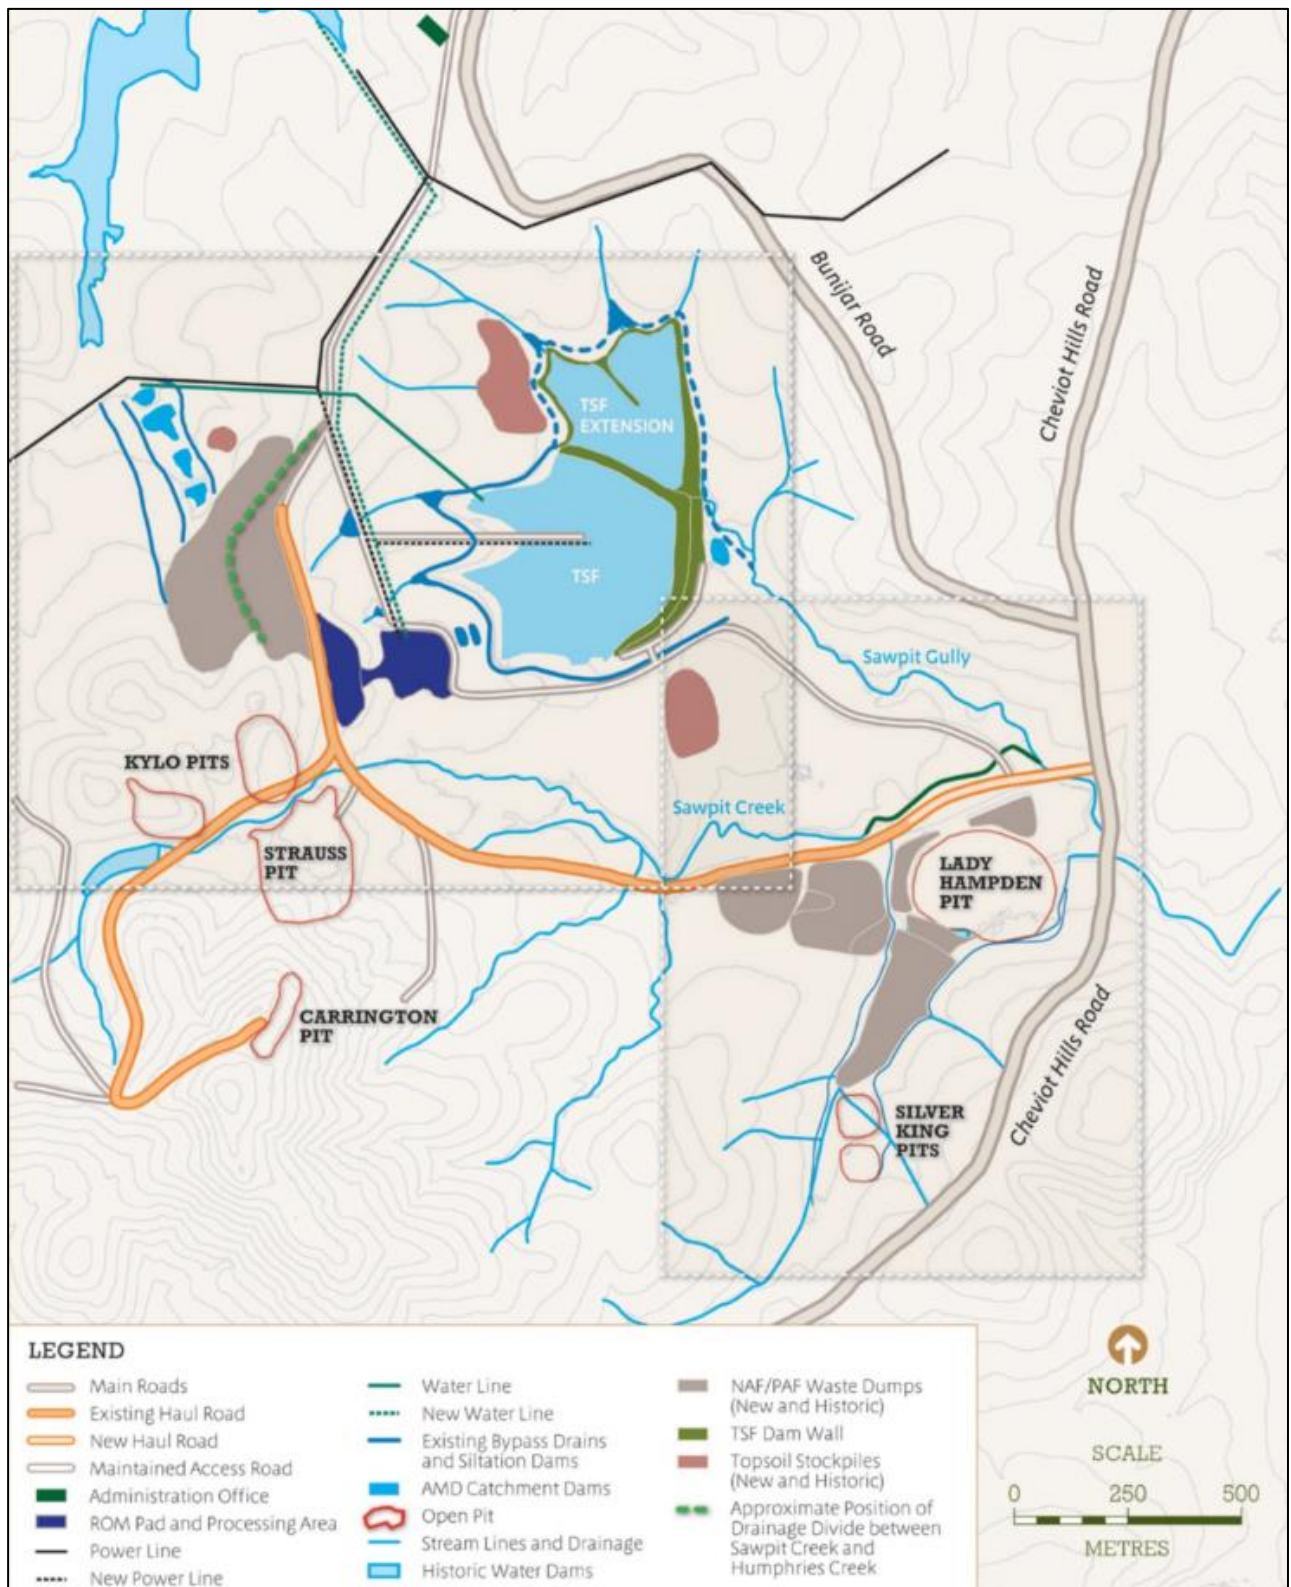 Bunijar Road
Cheviot Hills Road
TSF
EXTENSION
TSF
Sawpit Gully
KYLO PITS
Sawpit Creek
STRAUSS
PIT
LADY
HAMPDEN
PIT
CARRINGTON
PIT
Cheviot Hills Road
SILVER
KING
PITS
LEGEND
Main Roads
Existing Haul Road
New Haul Road
Maintained Access Road
Administration Office
ROM Pad and Processing Area
Power Line
New Power Line
Water Line
New Water Line
Existing Bypass Drains
and Siltation Dams
AMD Catchment Dams
Open Pit
Stream Lines and Drainage
Historic Water Dams
NAF/PAF Waste Dumps
(New and Historic)
TSF Dam Wall
Topsoil Stockpiles
(New and Historic)
Approximate Position of
Drainage Divide between
Sawpit Creek and
Humphries Creek
NORTH
SCALE
0 250 500
METRES